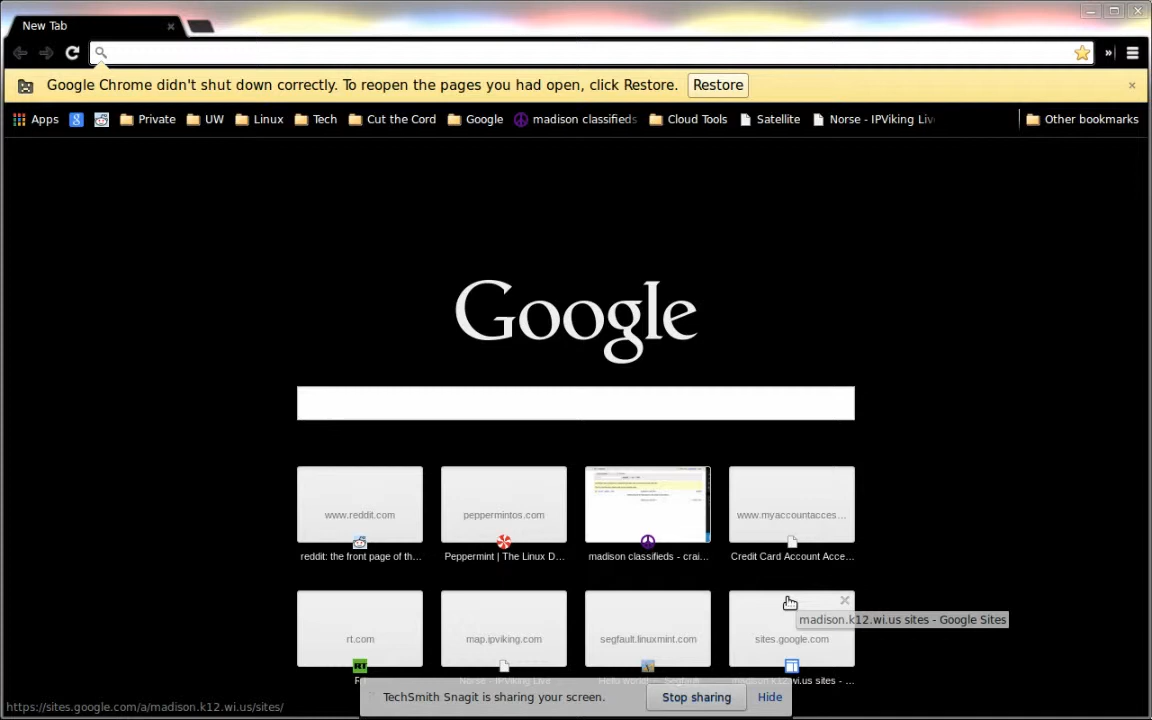 New Tab
Google Chrome didn't shut down correctly. To reopen the pages you had open, click Restore. Restore
Apps Private UW Linux Tech Cut the Cord Google madison classifieds Cloud Tools Satellite Norse - IPViking Liv Other bookmarks
Google
www.reddit.com peppermintos.com www.myaccountacces...
reddit: the front page of th... Peppermint | The Linux D... madison classifieds - crai... Credit Card Account Acce...
madison.k12.wi.us sites - Google Sites
rt.com map.ipviking.com segfault.linuxmint.com sites.google.com
TechSmith Snagit is sharing your screen. Stop sharing Hide
https://sites.google.com/a/madison.k12.wi.us/sites/